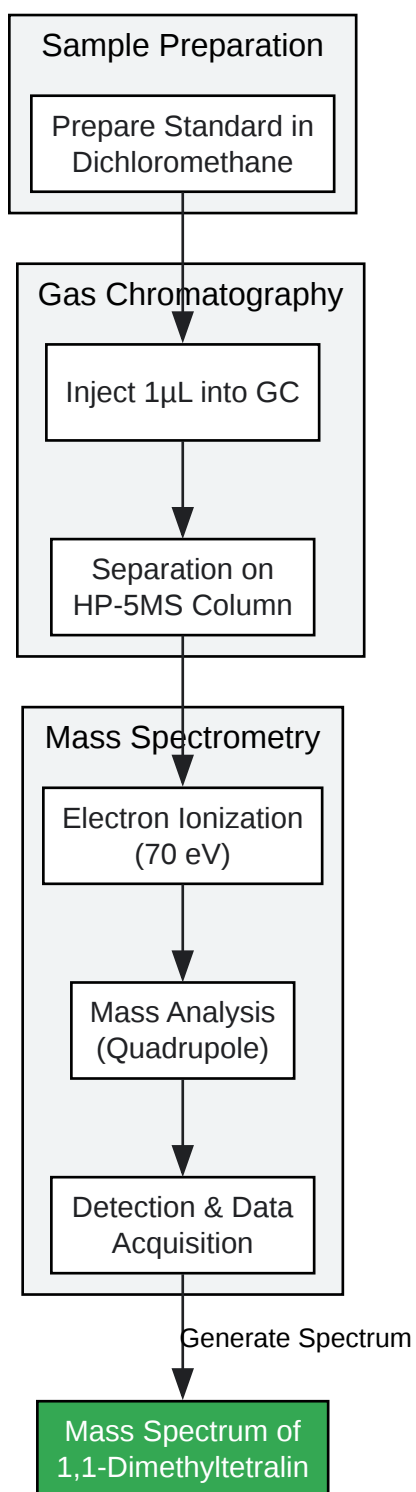 Sample Preparation
Prepare Standard in
Dichloromethane
Gas Chromatography
Inject 1µL into GC
Separation on
HP-5MS Column
Mass Spectrometry
Electron Ionization
(70 eV)
Mass Analysis
(Quadrupole)
Detection & Data
Acquisition
Generate Spectrum
Mass Spectrum of
1,1-Dimethyltetralin